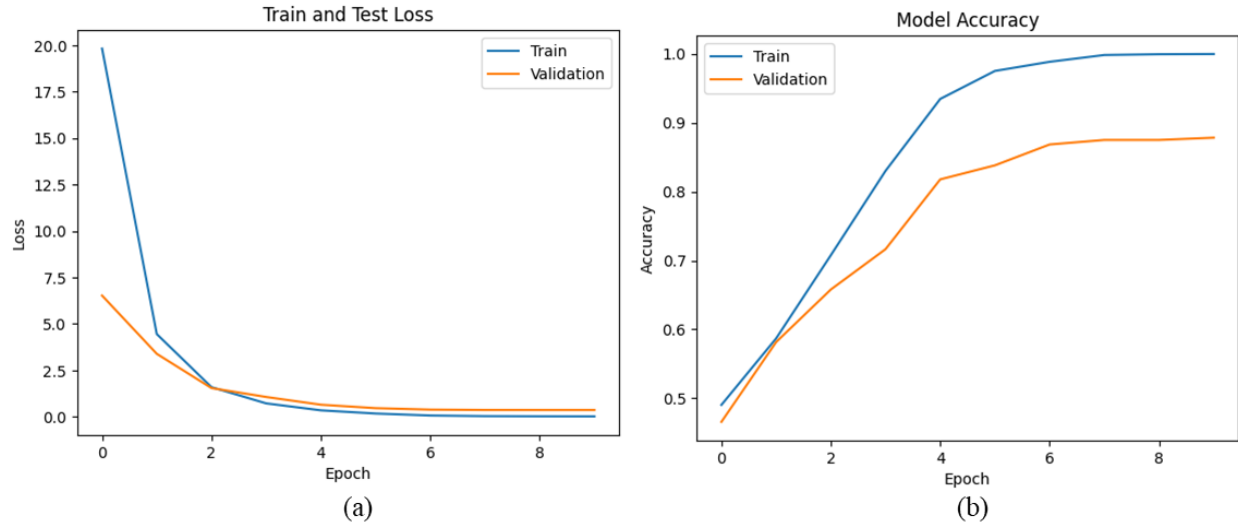 Train and Test Loss
20.0
17.5
15.0
12.5
10.0
7.5
5.0
2.5
0.0
Loss
Train
Validation
0 2 4 6 8
Epoch
(a)
Model Accuracy
1.0
0.9
0.8
0.7
0.6
0.5
Accuracy
Train
Validation
0 2 4 6 8
Epoch
(b)